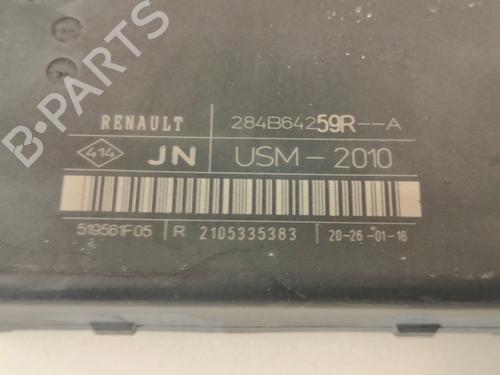 B-PARTS
RENAULT 284B64259R--A
414 JN USM-2010
519561F05 R 2105335383 20-26-01-16